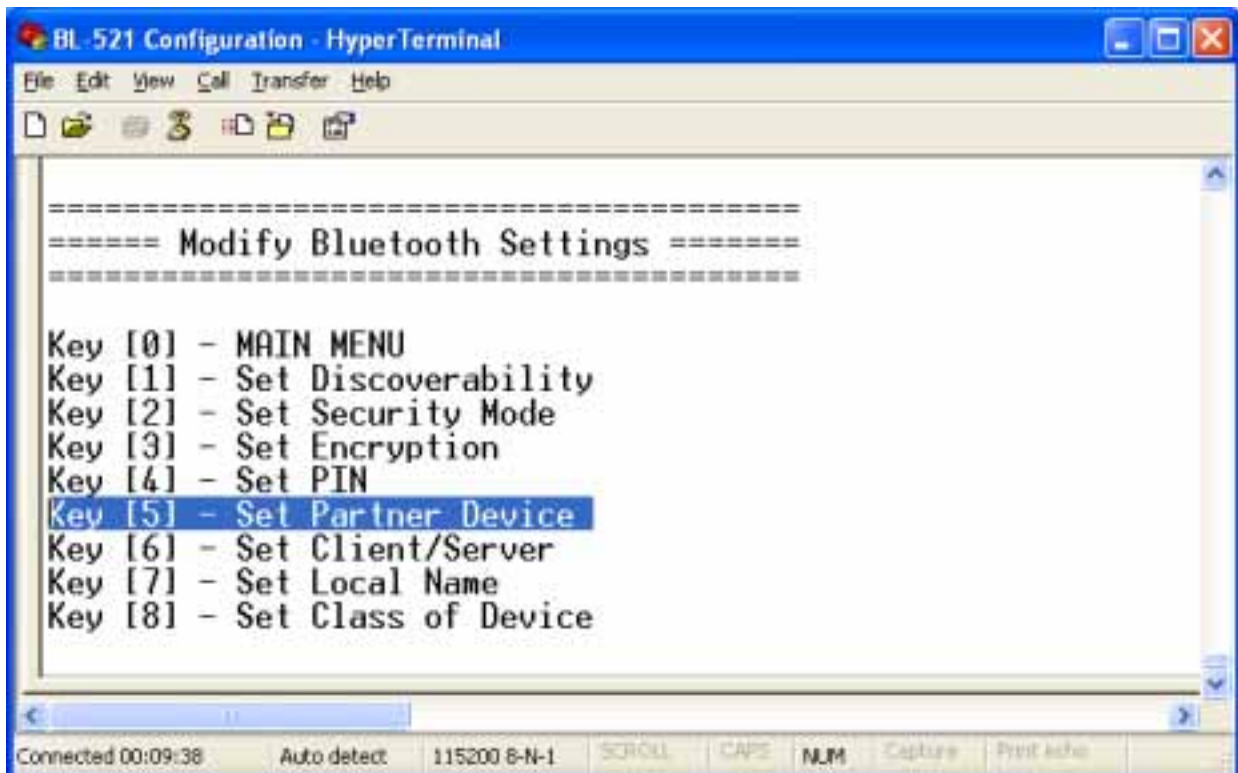 BL-521 Configuration - HyperTerminal
File Edit View Call Transfer Help
========================================
====== Modify Bluetooth Settings =======
========================================
Key [0] - MAIN MENU
Key [1] - Set Discoverability
Key [2] - Set Security Mode
Key [3] - Set Encryption
Key [4] - Set PIN
Key [5] - Set Partner Device
Key [6] - Set Client/Server
Key [7] - Set Local Name
Key [8] - Set Class of Device
Connected 00:09:38 Auto detect 115200 8-N-1 SCROLL CAPS NUM Capture Print echo